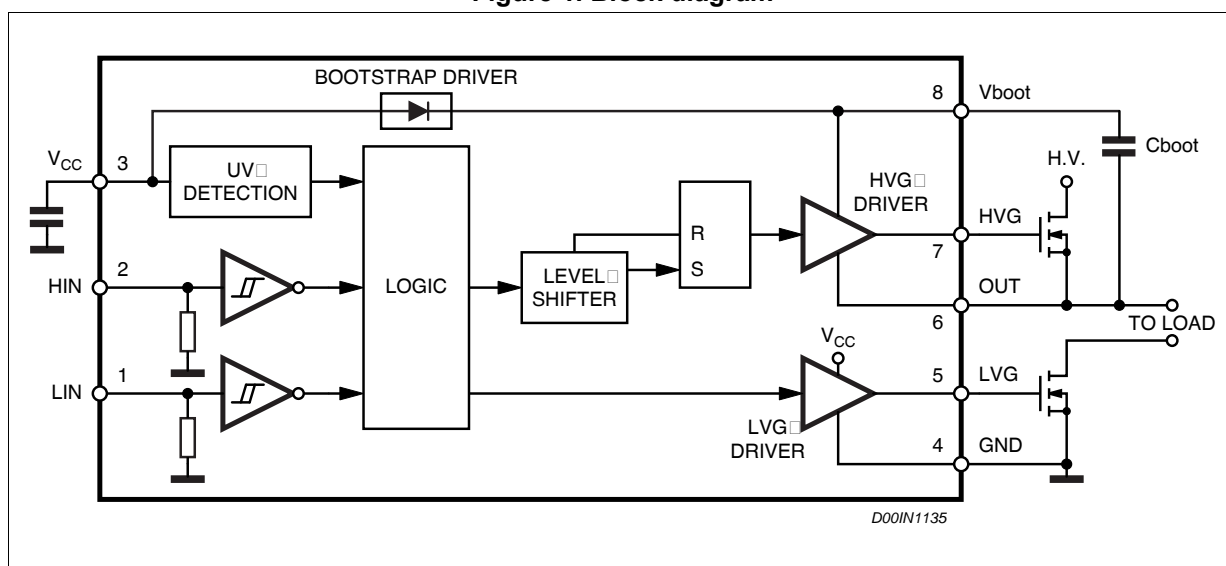 Figure 1. Block diagram
BOOTSTRAP DRIVER
8
Vboot
VCC
3
UV□
DETECTION
H.V.
Cboot
HVG□
DRIVER
HVG
7
R
S
2
HIN
LOGIC
LEVEL□
SHIFTER
OUT
6
TO LOAD
VCC
1
LIN
5
LVG
LVG□
DRIVER
4
GND
D00IN1135